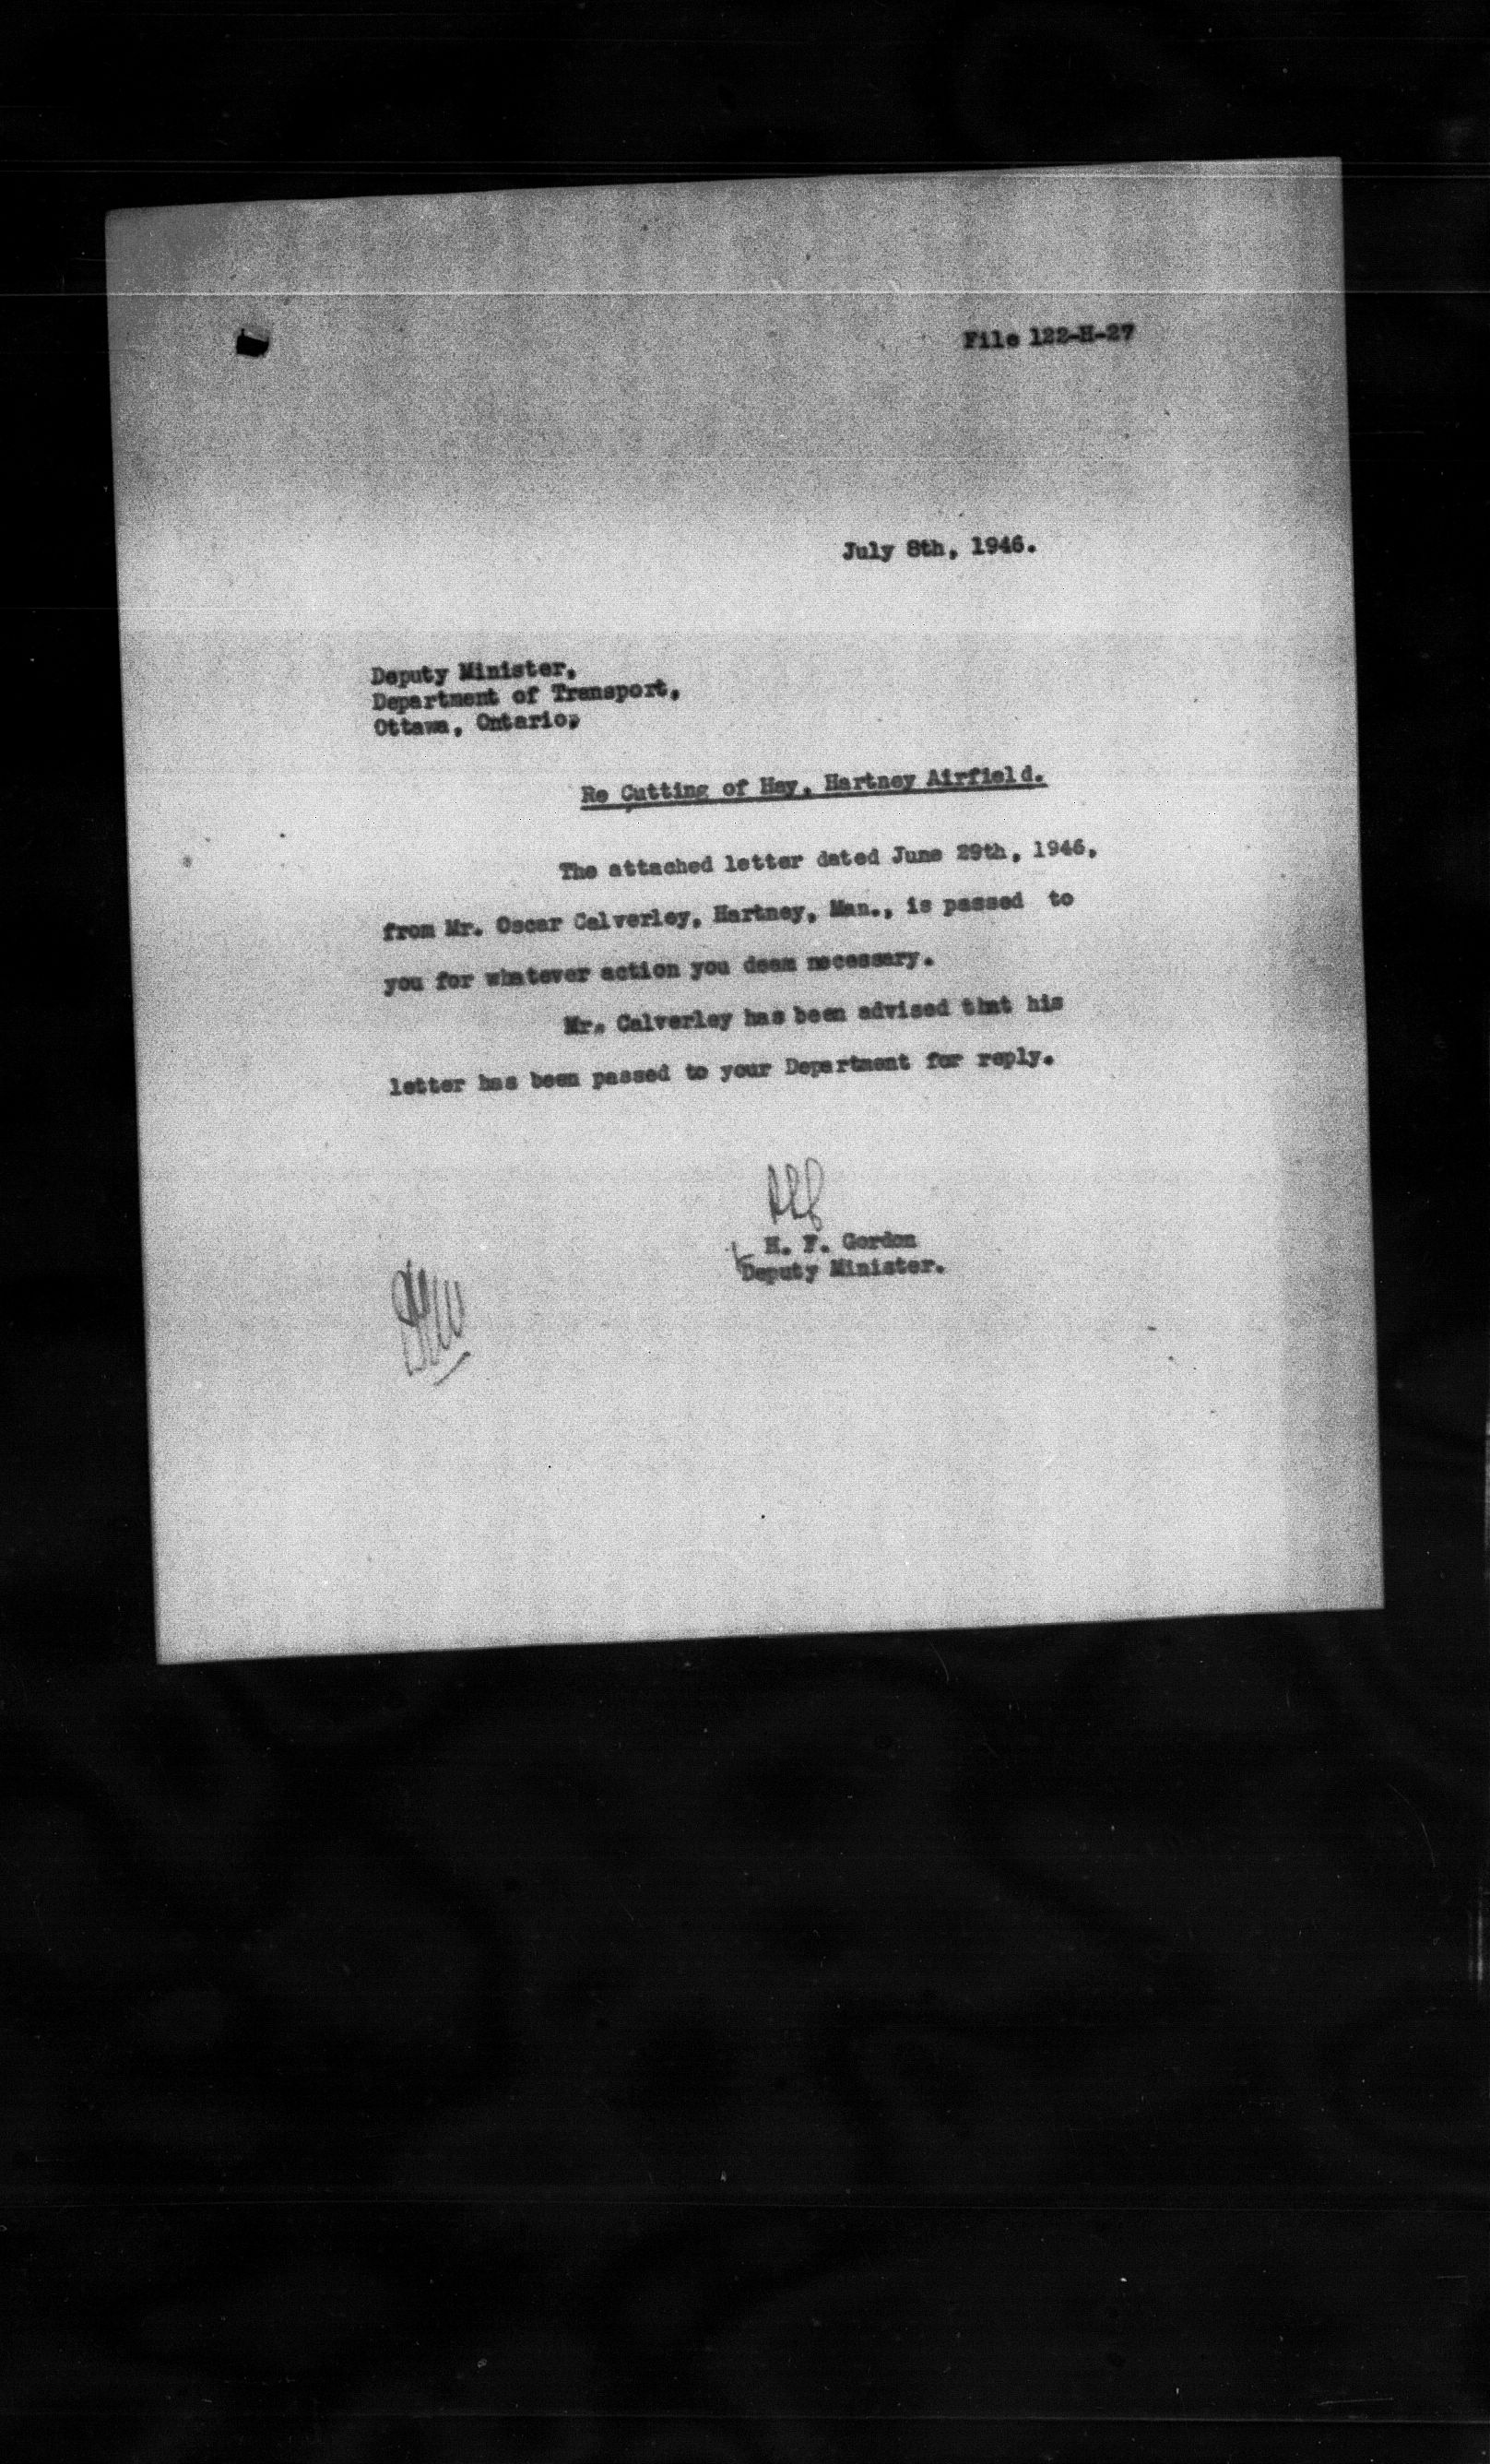 File 122-H-27
July 8th, 1946.
Deputy Minister,
Department of Transport,
Ottawa, Ontario,
Re Cutting of Hay, Hartney Airfield.
The attached letter dated June 29th, 1946,
from Mr. Oscar Calverley, Hartney, Man., is passed to
you for whatever action you deem necessary.
Mr. Calverley has been advised that his
letter has been passed to your Department for reply.
H. F. Gordon
Deputy Minister.